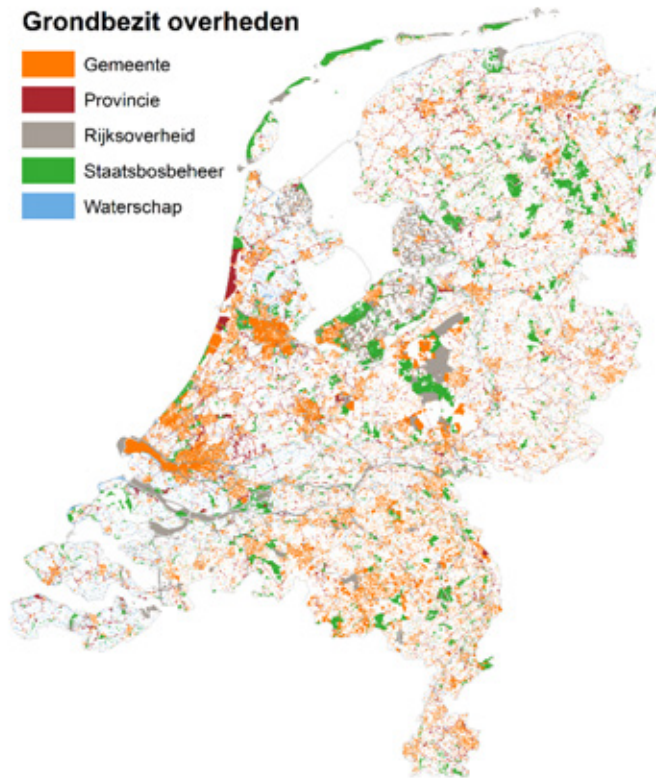 Grondbezit overheden
Gemeente
Provincie
Rijksoverheid
Staatsbosbeheer
Waterschap